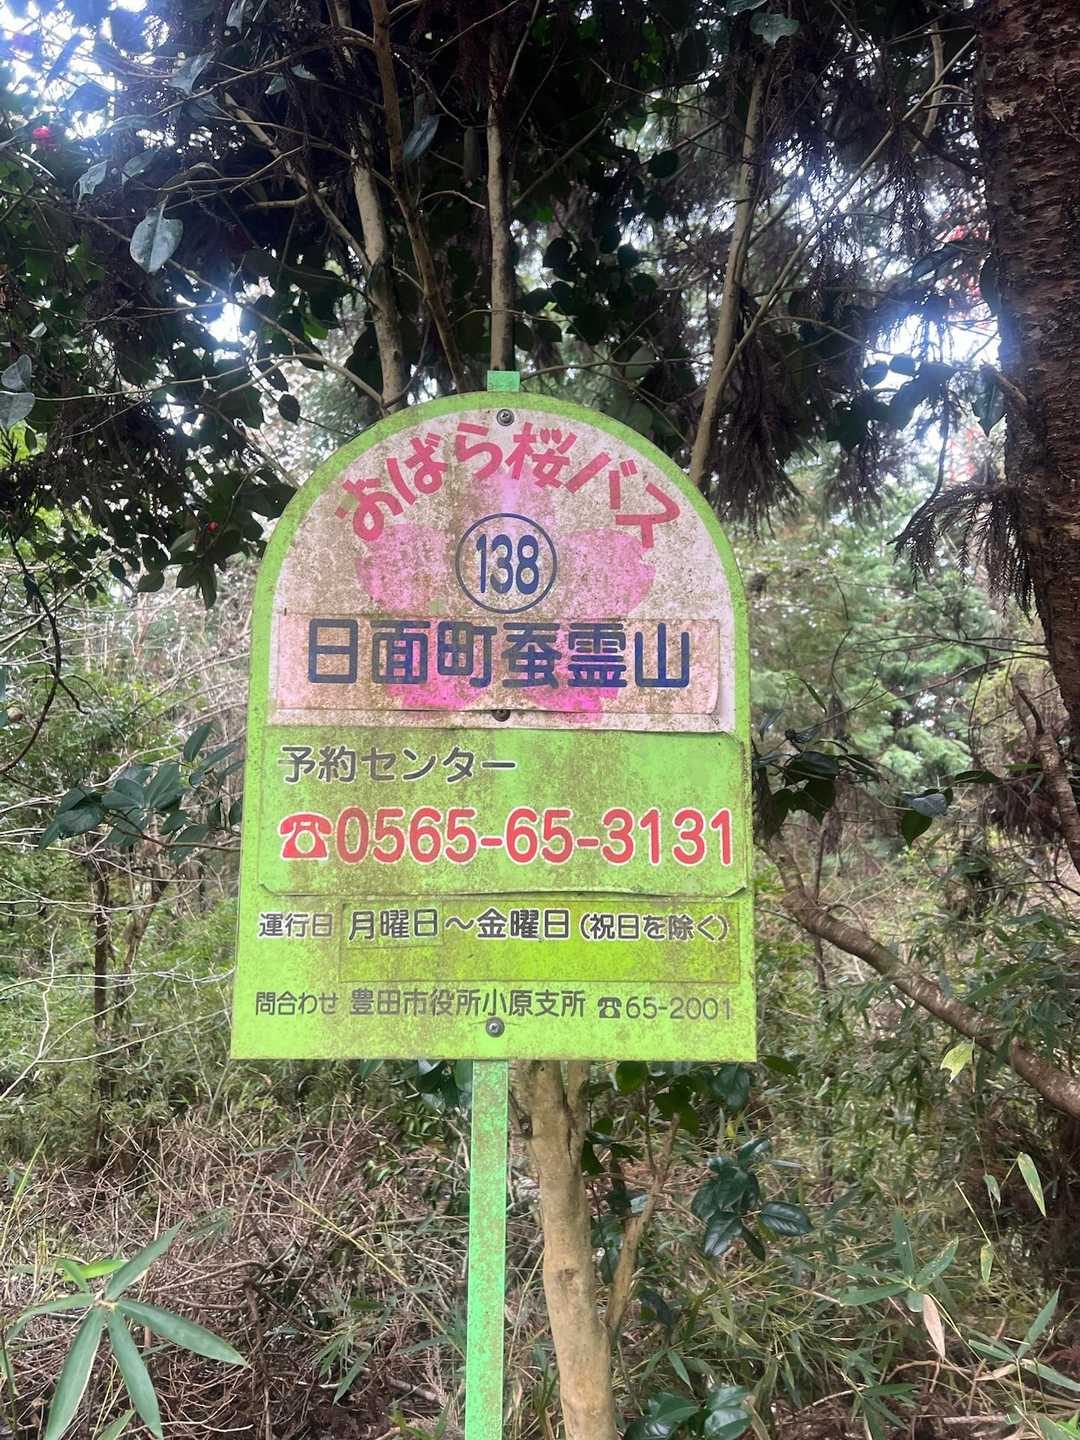 おばら桜バス
138
日面町蚕霊山
予約センター
☎0565-65-3131
運行日 月曜日～金曜日(祝日を除く)
問合わせ 豊田市役所小原支所 ☎65-2001